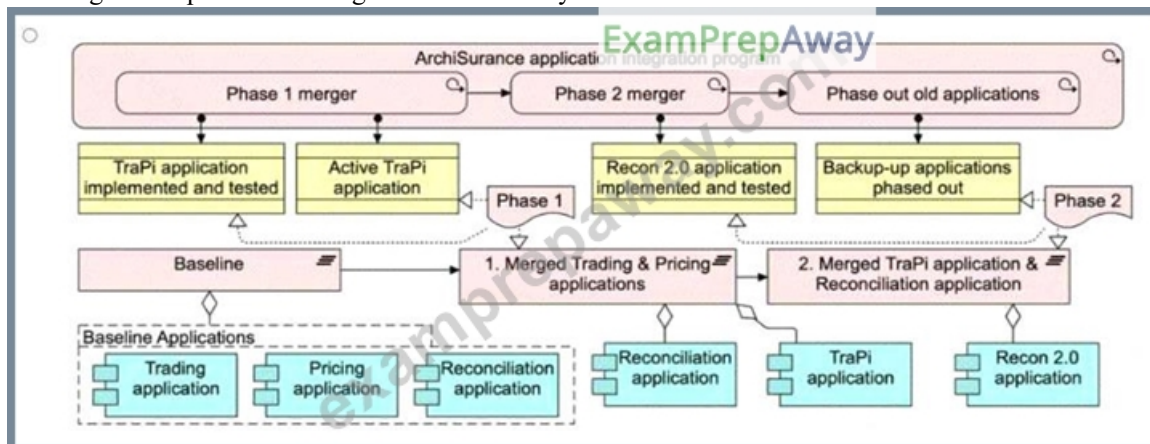 ExamPrepAway
ArchiSurance application integration program
Phase 1 merger
Phase 2 merger
Phase out old applications
TraPi application
implemented and tested
Active TraPi
application
Recon 2.0 application
implemented and tested
Backup-up applications
phased out
Phase 1
Phase 2
Baseline
1. Merged Trading & Pricing
applications
2. Merged TraPi application &
Reconciliation application
Baseline Applications
Trading
application
Pricing
application
Reconciliation
application
Reconciliation
application
TraPi
application
Recon 2.0
application
examprepaway.com